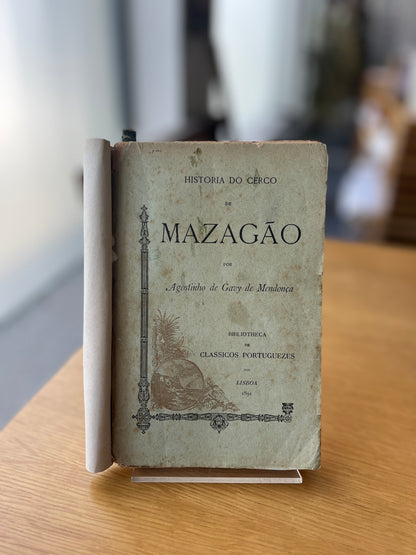 HISTORIA DO CERCO
DE
MAZAGÃO
POR
Agostinho de Gavy de Mendonça
BIBLIOTHECA
DE
CLASSICOS PORTUGUEZES
LISBOA